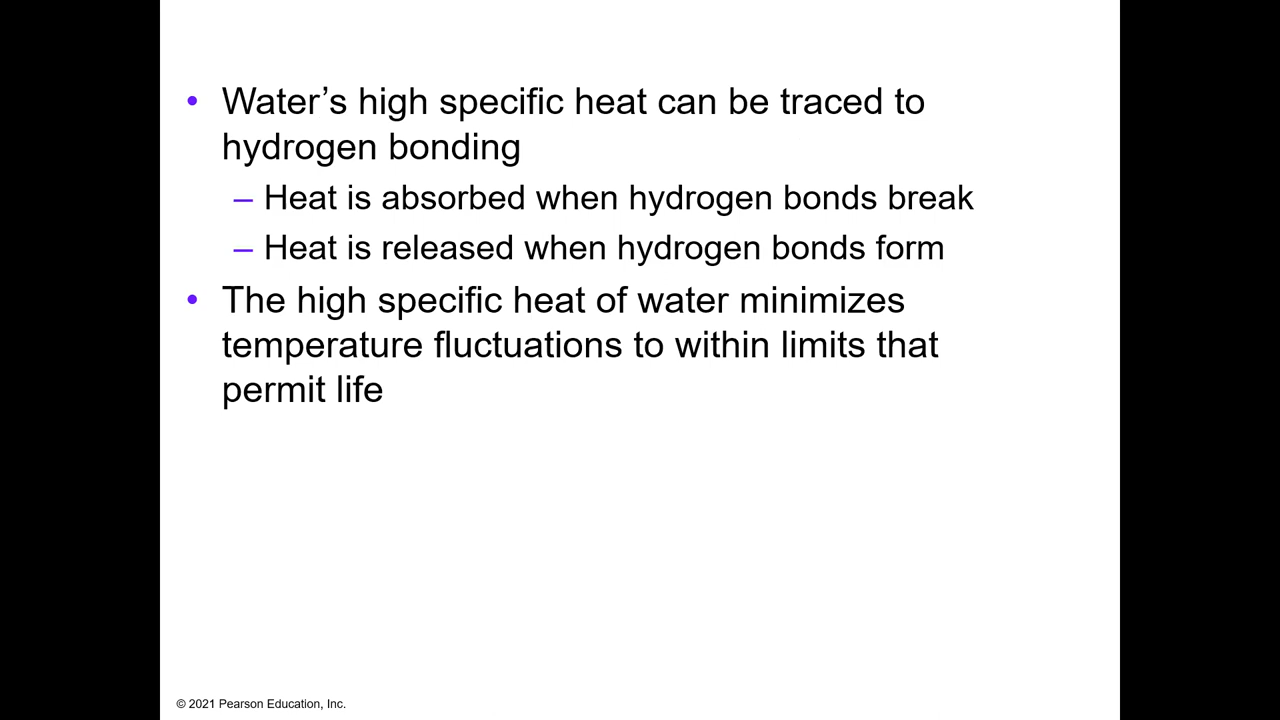 • Water’s high specific heat can be traced to
hydrogen bonding
– Heat is absorbed when hydrogen bonds break
– Heat is released when hydrogen bonds form
• The high specific heat of water minimizes
temperature fluctuations to within limits that
permit life
© 2021 Pearson Education, Inc.